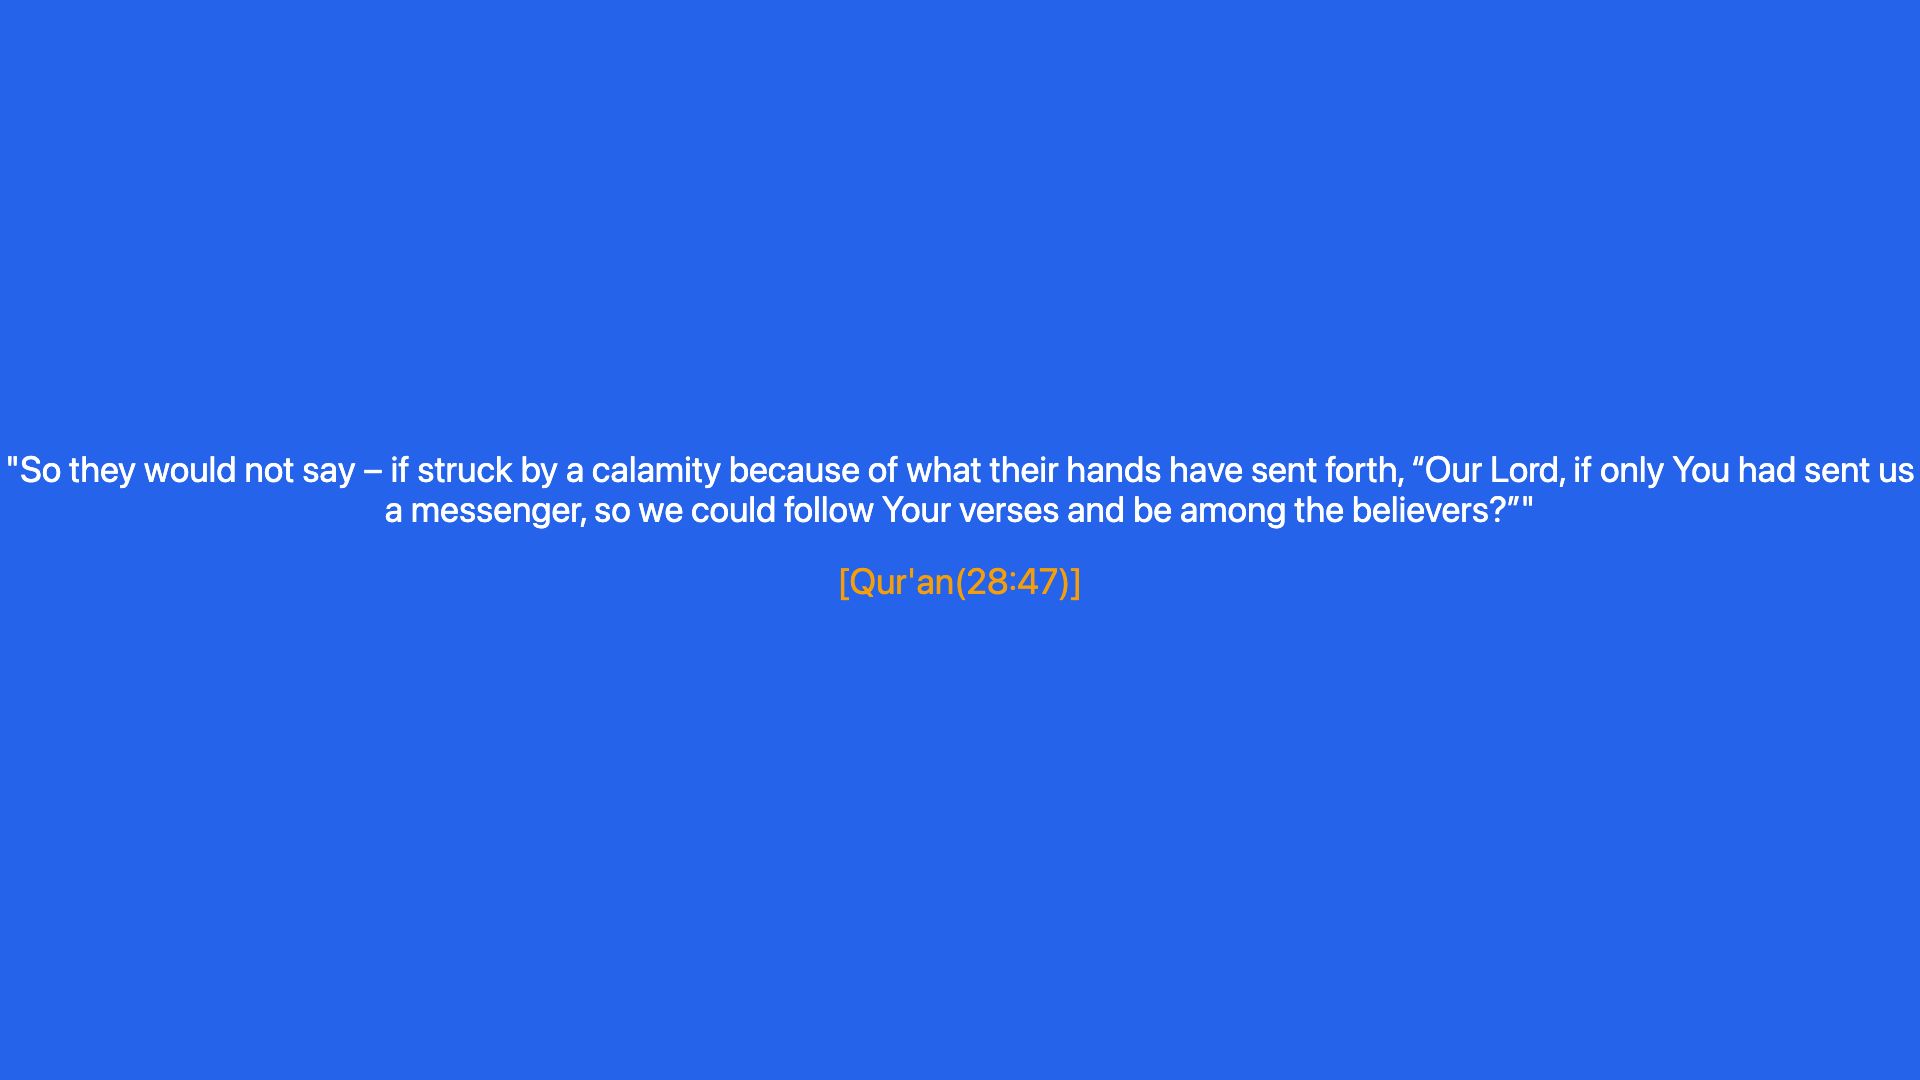 "So they would not say – if struck by a calamity because of what their hands have sent forth, “Our Lord, if only You had sent us
a messenger, so we could follow Your verses and be among the believers?”"
[Qur'an(28:47)]